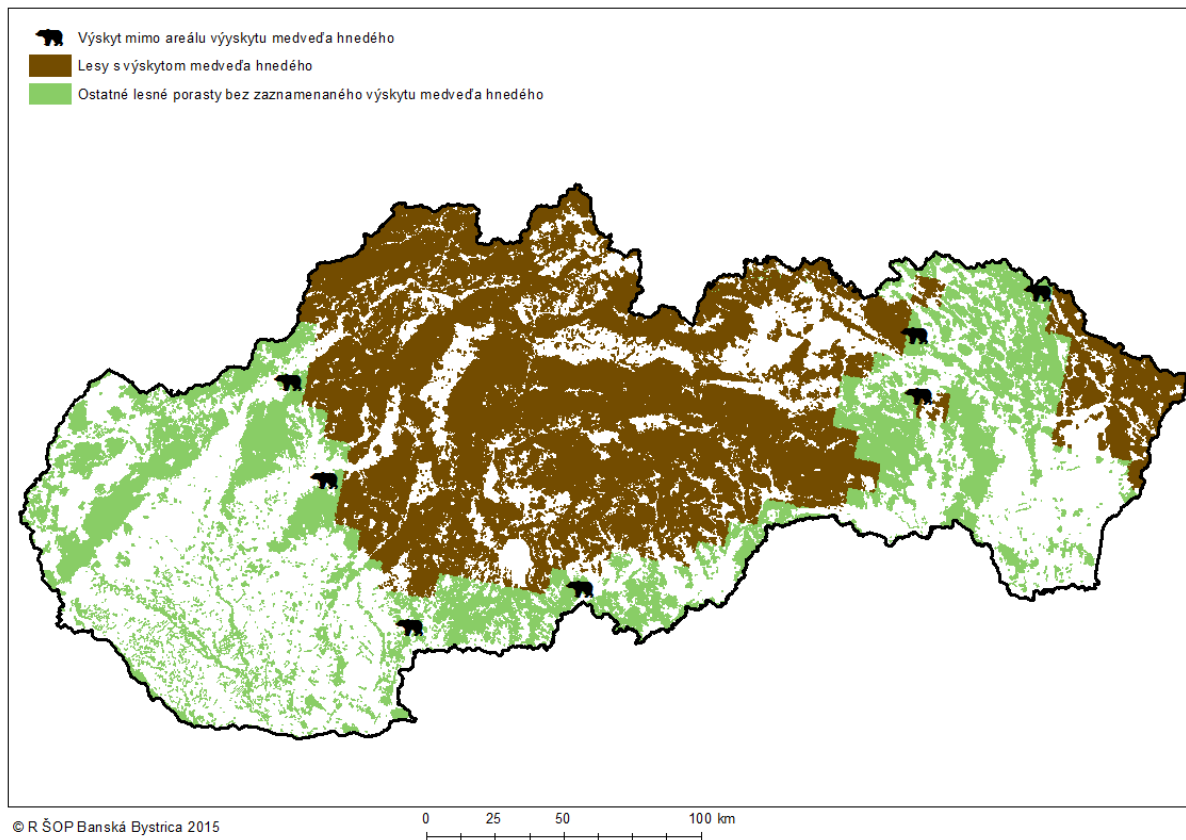 Výskyt mimo areálu výyskytu medveďa hnedého
Lesy s výskytom medveďa hnedého
Ostatné lesné porasty bez zaznamenaného výskytu medveďa hnedého
© R ŠOP Banská Bystrica 2015
0 25 50 100 km